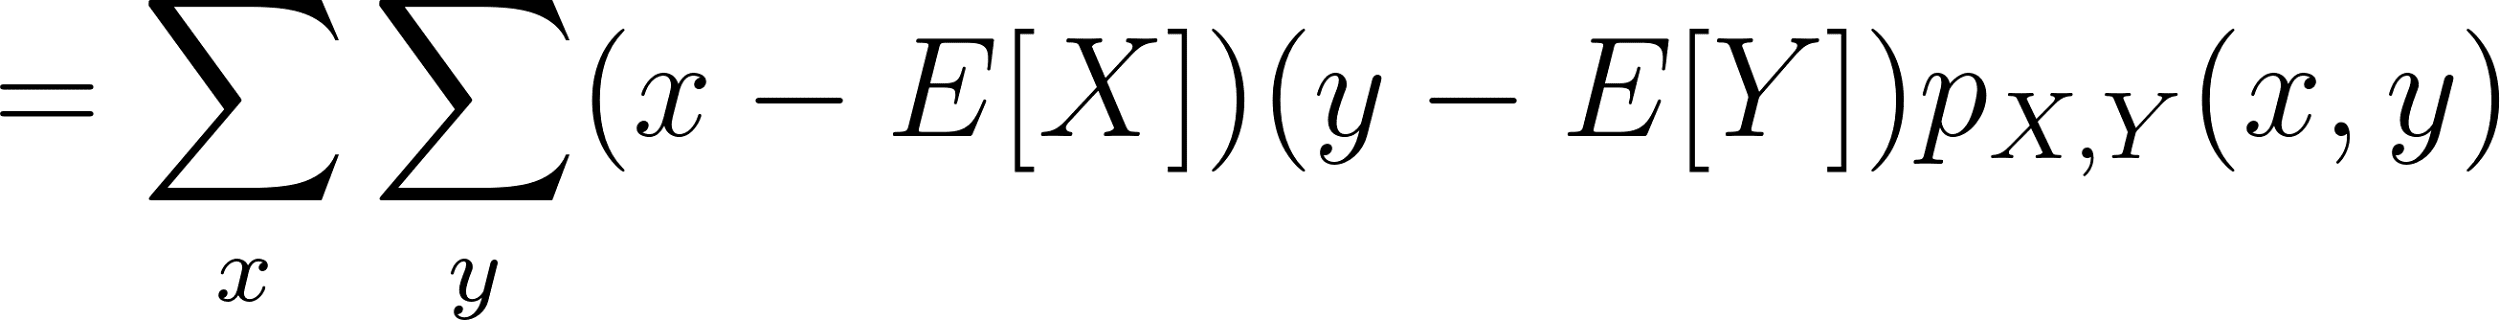 = ∑_x ∑_y (x − E[X])(y − E[Y])p_{X,Y}(x, y)